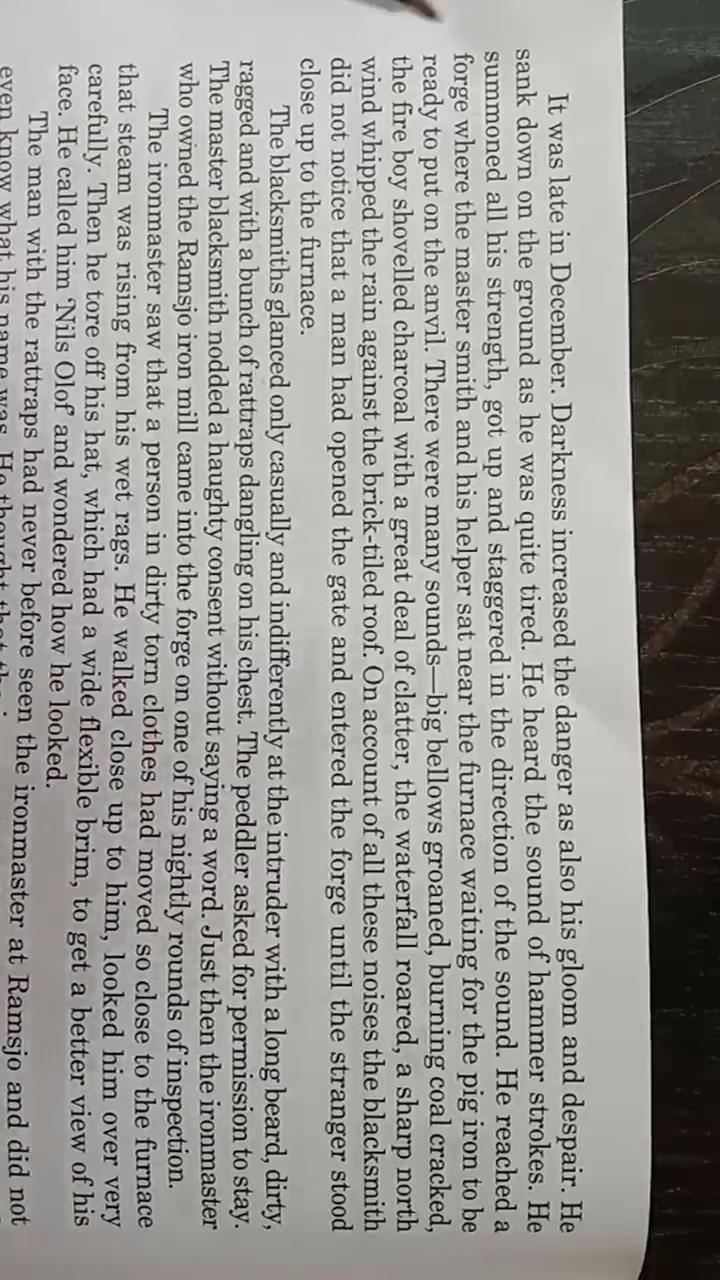 It was late in December. Darkness increased the danger as also his gloom and despair. He
sank down on the ground as he was quite tired. He heard the sound of hammer strokes. He
summoned all his strength, got up and staggered in the direction of the sound. He reached a
forge where the master smith and his helper sat near the furnace waiting for the pig iron to be
ready to put on the anvil. There were many sounds—big bellows groaned, burning coal cracked,
the fire boy shovelled charcoal with a great deal of clatter, the waterfall roared, a sharp north
wind whipped the rain against the brick-tiled roof. On account of all these noises the blacksmith
did not notice that a man had opened the gate and entered the forge until the stranger stood
close up to the furnace.
The blacksmiths glanced only casually and indifferently at the intruder with a long beard, dirty,
ragged and with a bunch of rattraps dangling on his chest. The peddler asked for permission to stay.
The master blacksmith nodded a haughty consent without saying a word. Just then the ironmaster
who owned the Ramsjo iron mill came into the forge on one of his nightly rounds of inspection.
The ironmaster saw that a person in dirty torn clothes had moved so close to the furnace
that steam was rising from his wet rags. He walked close up to him, looked him over very
carefully. Then he tore off his hat, which had a wide flexible brim, to get a better view of his
face. He called him ‘Nils Olof and wondered how he looked.
The man with the rattraps had never before seen the ironmaster at Ramsjo and did not
even know what his name was. He thought that